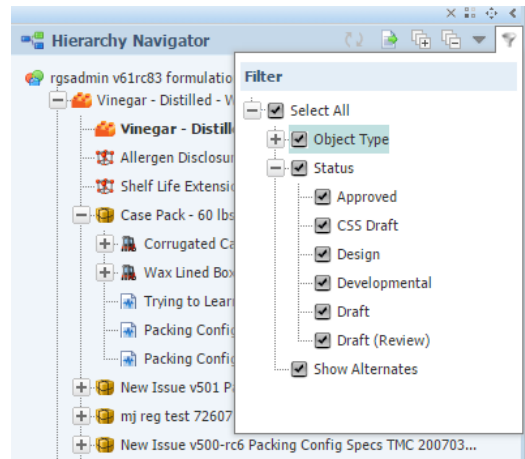 Hierarchy Navigator
Filter
rgsadmin v61rc83 formulatio
Select All
Vinegar - Distilled - W
Object Type
Vinegar - Distill
Status
Allergen Disclosur
Approved
Shelf Life Extensi
CSS Draft
Case Pack - 60 lbs
Design
Corrugated Ca
Developmental
Wax Lined Box
Draft
Trying to Lear
Draft (Review)
Packing Config
Show Alternates
Packing Config
New Issue v501 Pa
mj reg test 72607
New Issue v500-rc6 Packing Config Specs TMC 200703...